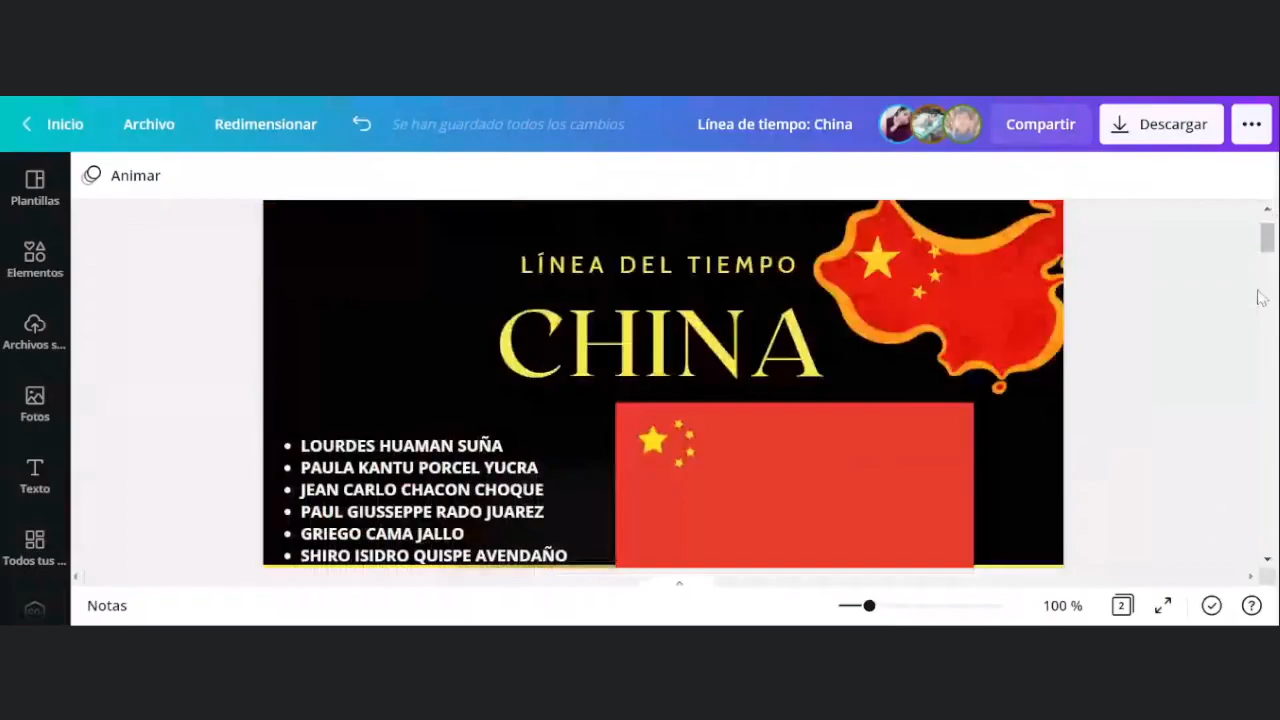 Inicio
Archivo
Redimensionar
Se han guardado todos los cambios
Línea de tiempo: China
Compartir
Descargar
Animar
Plantillas
Elementos
Archivos s...
Fotos
Texto
Todos tus ...
LÍNEA DEL TIEMPO
CHINA
• LOURDES HUAMAN SUÑA
• PAULA KANTU PORCEL YUCRA
• JEAN CARLO CHACON CHOQUE
• PAUL GIUSSEPPE RADO JUAREZ
• GRIEGO CAMA JALLO
• SHIRO ISIDRO QUISPE AVENDAÑO
Notas
100 %
2